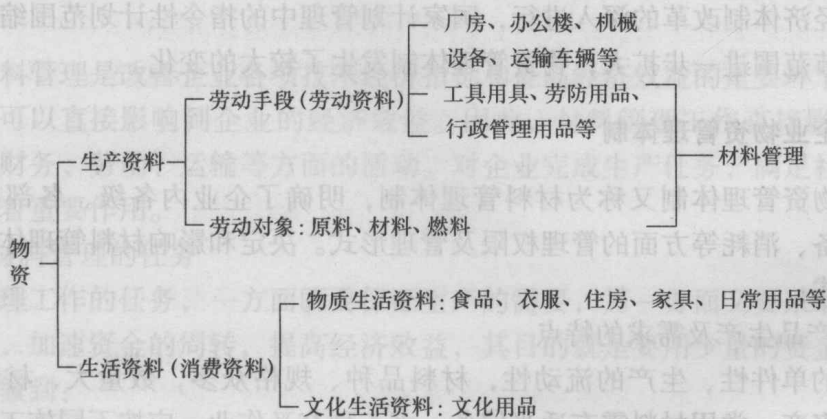 厂房、办公楼、机械
设备、运输车辆等
劳动手段(劳动资料)
工具用具、劳防用品、
行政管理用品等
生产资料
材料管理
劳动对象:原料、材料、燃料
物资
物质生活资料:食品、衣服、住房、家具、日常用品等
生活资料(消费资料)
文化生活资料:文化用品